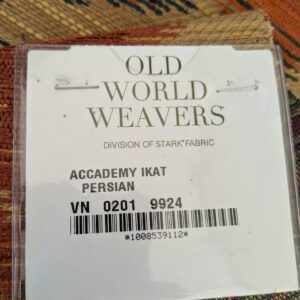 OLD
WORLD
WEAVERS
DIVISION OF STARK FABRIC
ACCADEMY IKAT
PERSIAN
VN 0201 9924
*1008539112*